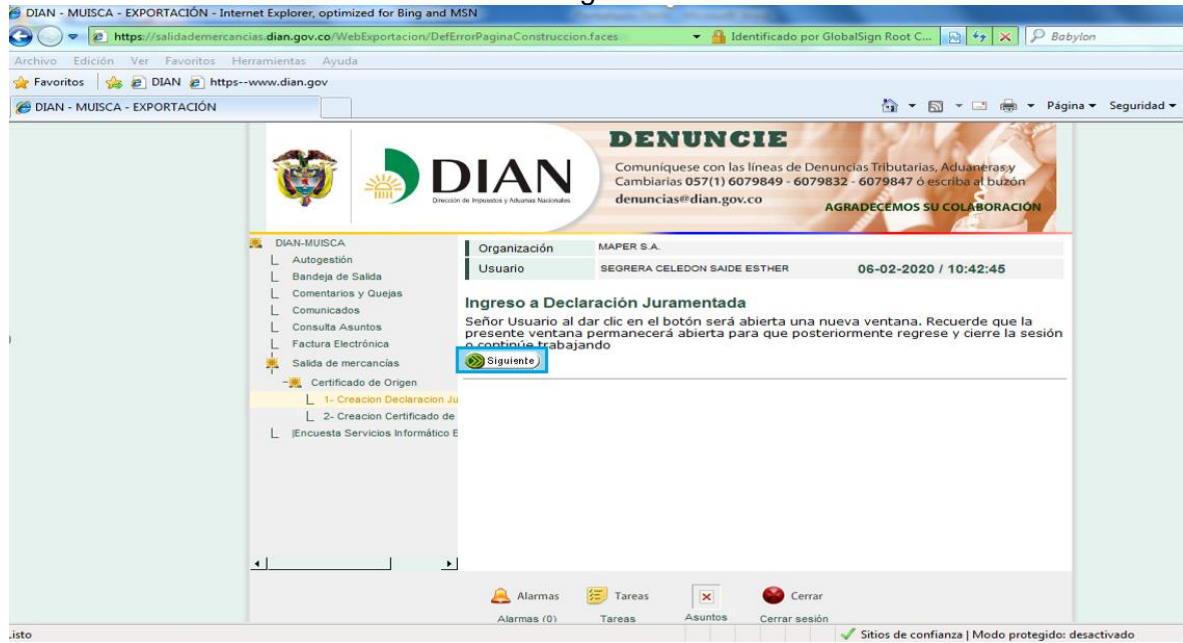 DIAN - MUISCA - EXPORTACIÓN - Internet Explorer, optimized for Bing and MSN
https://salidademercancias.dian.gov.co/WebExportacion/DefErrorPaginaConstruccion.faces
Identificado por GlobalSign Root C...
Babylon
Archivo Edición Ver Favoritos Herramientas Ayuda
Favoritos DIAN https--www.dian.gov
DIAN - MUISCA - EXPORTACIÓN
Página Seguridad
DIAN
Dirección de Impuestos y Aduanas Nacionales
DENUNCIE
Comuníquese con las líneas de Denuncias Tributarias, Aduaneras y
Cambiarias 057(1) 6079849 - 6079832 - 6079847 ó escriba al buzón
denuncias@dian.gov.co
AGRADECEMOS SU COLABORACIÓN
DIAN-MUISCA
Autogestión
Bandeja de Salida
Comentarios y Quejas
Comunicados
Consulta Asuntos
Factura Electrónica
Salida de mercancías
Certificado de Origen
1- Creacion Declaracion Ju
2- Creacion Certificado de
|Encuesta Servicios Informático E
Organización MAPER S.A.
Usuario SEGRERA CELEDON SAIDE ESTHER 06-02-2020 / 10:42:45
Ingreso a Declaración Juramentada
Señor Usuario al dar clic en el botón será abierta una nueva ventana. Recuerde que la
presente ventana permanecerá abierta para que posteriormente regrese y cierre la sesión
o continúe trabajando
Siguiente
Alarmas Tareas Cerrar
Alarmas (0) Tareas Asuntos Cerrar sesión
Listo
Sitios de confianza | Modo protegido: desactivado